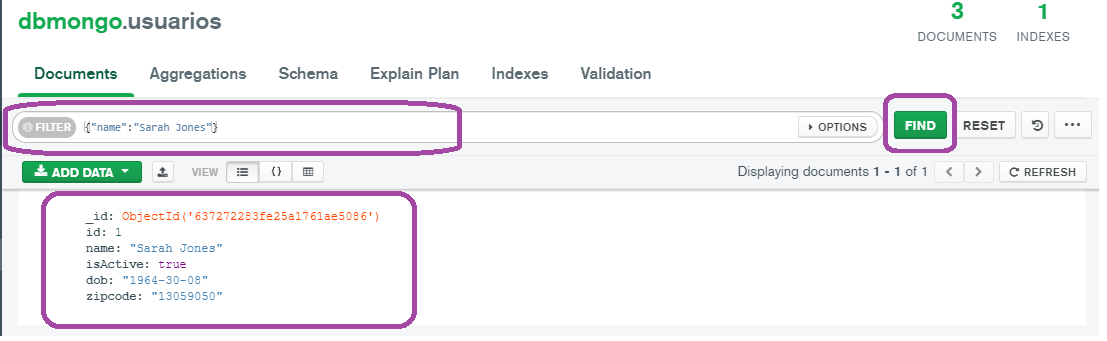 dbmongo.usuarios
3 1
DOCUMENTS INDEXES
Documents Aggregations Schema Explain Plan Indexes Validation
FILTER {"name":"Sarah Jones"} OPTIONS FIND RESET
ADD DATA VIEW {} Displaying documents 1 - 1 of 1 REFRESH
_id: ObjectId('637272283fe25a1761ae5086')
id: 1
name: "Sarah Jones"
isActive: true
dob: "1964-30-08"
zipcode: "13059050"